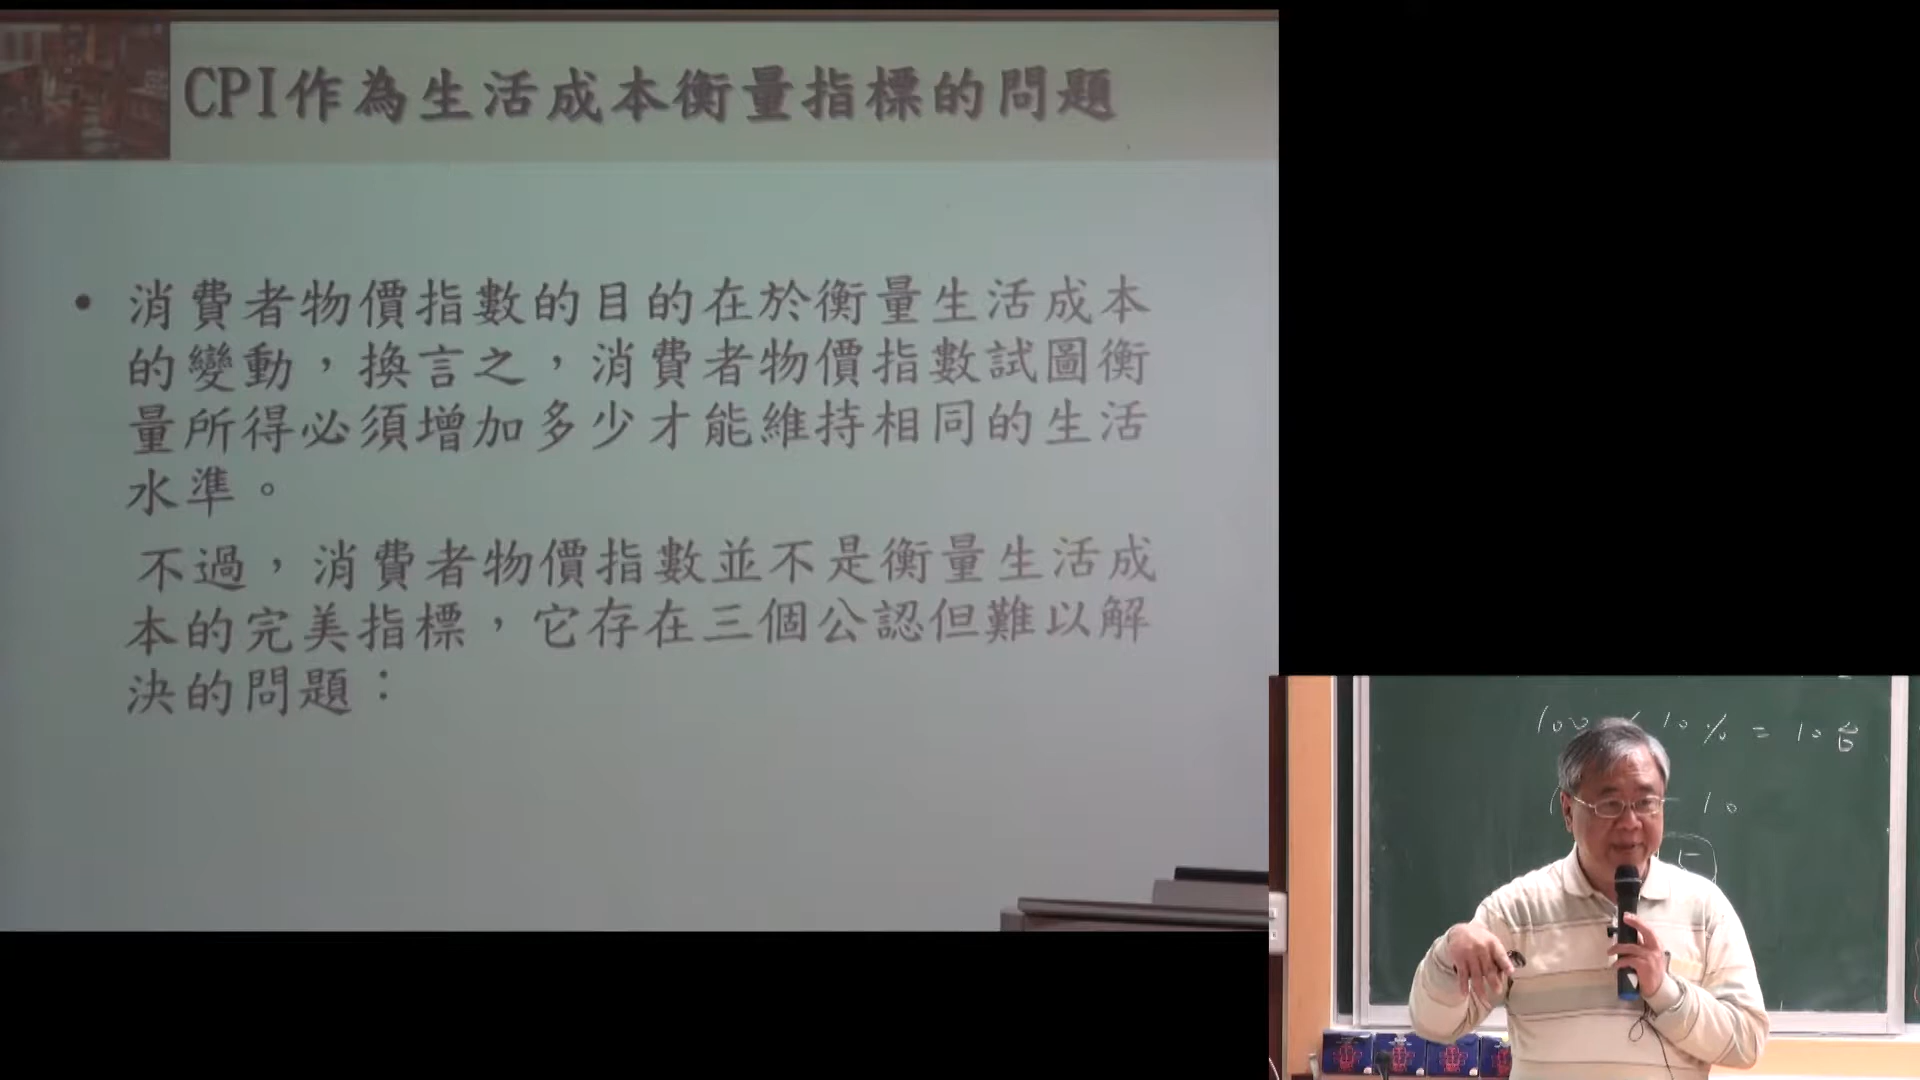 CPI作為生活成本衡量指標的問題
• 消費者物價指數的目的在於衡量生活成本
的變動，換言之，消費者物價指數試圖衡
量所得必須增加多少才能維持相同的生活
水準。
不過，消費者物價指數並不是衡量生活成
本的完美指標，它存在三個公認但難以解
決的問題：
10% = 10
10